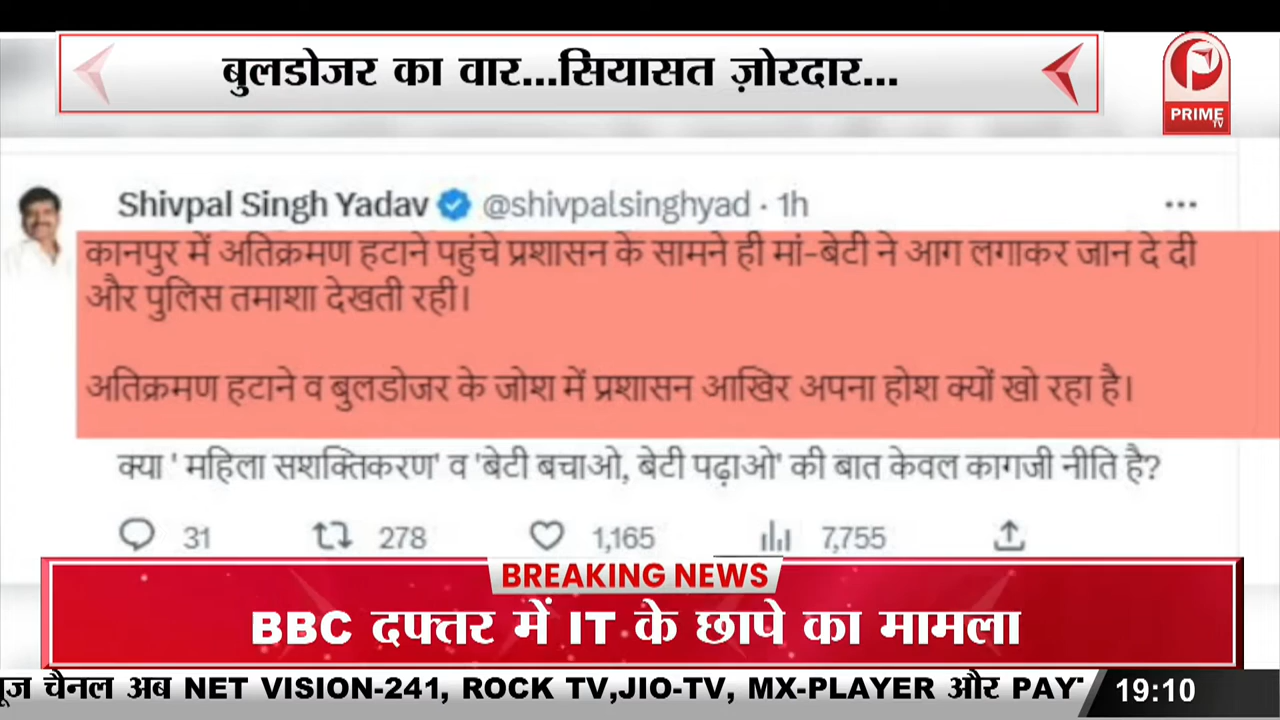 बुलडोजर का वार...सियासत ज़ोरदार...
PRIME
TV
Shivpal Singh Yadav @shivpalsinghyad · 1h
कानपुर में अतिक्रमण हटाने पहुंचे प्रशासन के सामने ही मां-बेटी ने आग लगाकर जान दे दी
और पुलिस तमाशा देखती रही।
अतिक्रमण हटाने व बुलडोजर के जोश में प्रशासन आखिर अपना होश क्यों खो रहा है।
क्या ' महिला सशक्तिकरण' व 'बेटी बचाओ, बेटी पढ़ाओ' की बात केवल कागजी नीति है?
31 278 1,165 7,755
BREAKING NEWS
BBC दफ्तर में IT के छापे का मामला
चैनल अब NET VISION-241, ROCK TV,JIO-TV, MX-PLAYER और 19:10